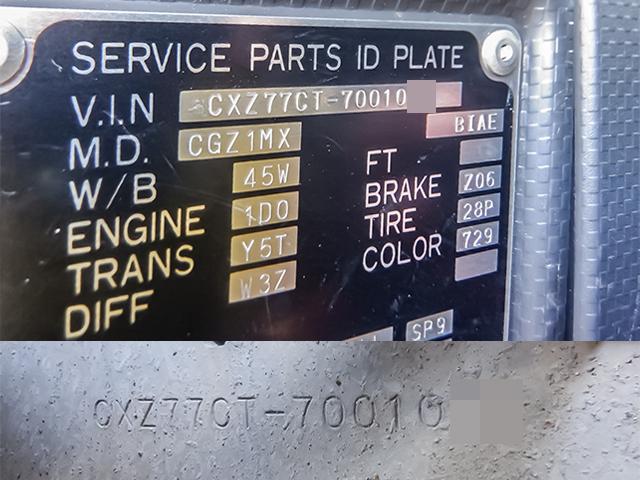 SERVICE PARTS ID PLATE
V.I.N CXZ77CT-70010
M.D. CGZ1MX BIAE
W/B 45W FT
ENGINE 1D0 BRAKE Z06
TRANS Y5T TIRE 28P
DIFF W3Z COLOR 729
SP9
CXZ77CT-70010